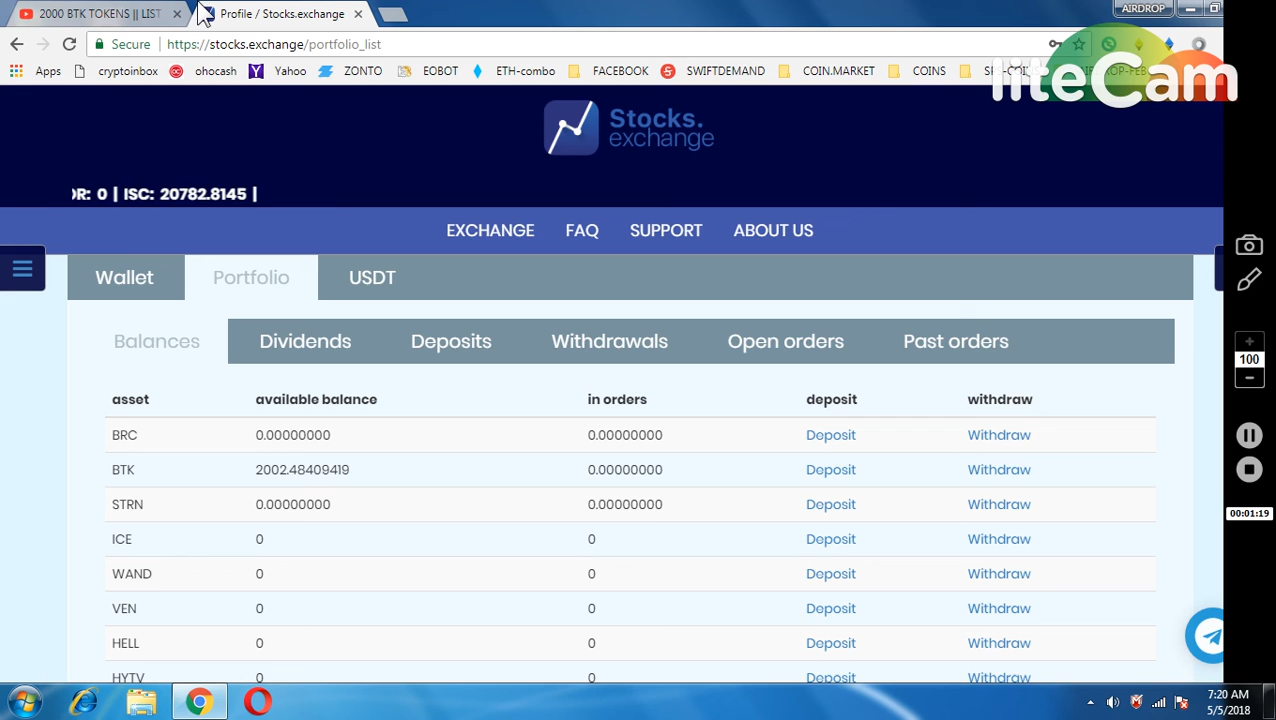 2000 BTK TOKENS || LIST
Profile / Stocks.exchange
AIRDROP
Secure
https://stocks.exchange/portfolio_list
Apps
cryptoinbox
ohocash
Yahoo
ZONTO
EOBOT
ETH-combo
FACEBOOK
SWIFTDEMAND
COIN.MARKET
COINS
liteCam
Stocks.
exchange
R: 0 | ISC: 20782.8145 |
EXCHANGE FAQ SUPPORT ABOUT US
Wallet Portfolio USDT
Balances Dividends Deposits Withdrawals Open orders Past orders
asset available balance in orders deposit withdraw
BRC 0.00000000 0.00000000 Deposit Withdraw
BTK 2002.48409419 0.00000000 Deposit Withdraw
STRN 0.00000000 0.00000000 Deposit Withdraw
ICE 0 0 Deposit Withdraw
WAND 0 0 Deposit Withdraw
VEN 0 0 Deposit Withdraw
HELL 0 0 Deposit Withdraw
HYTV 0 0 Deposit Withdraw
100
00:01:19
7:20 AM
5/5/2018